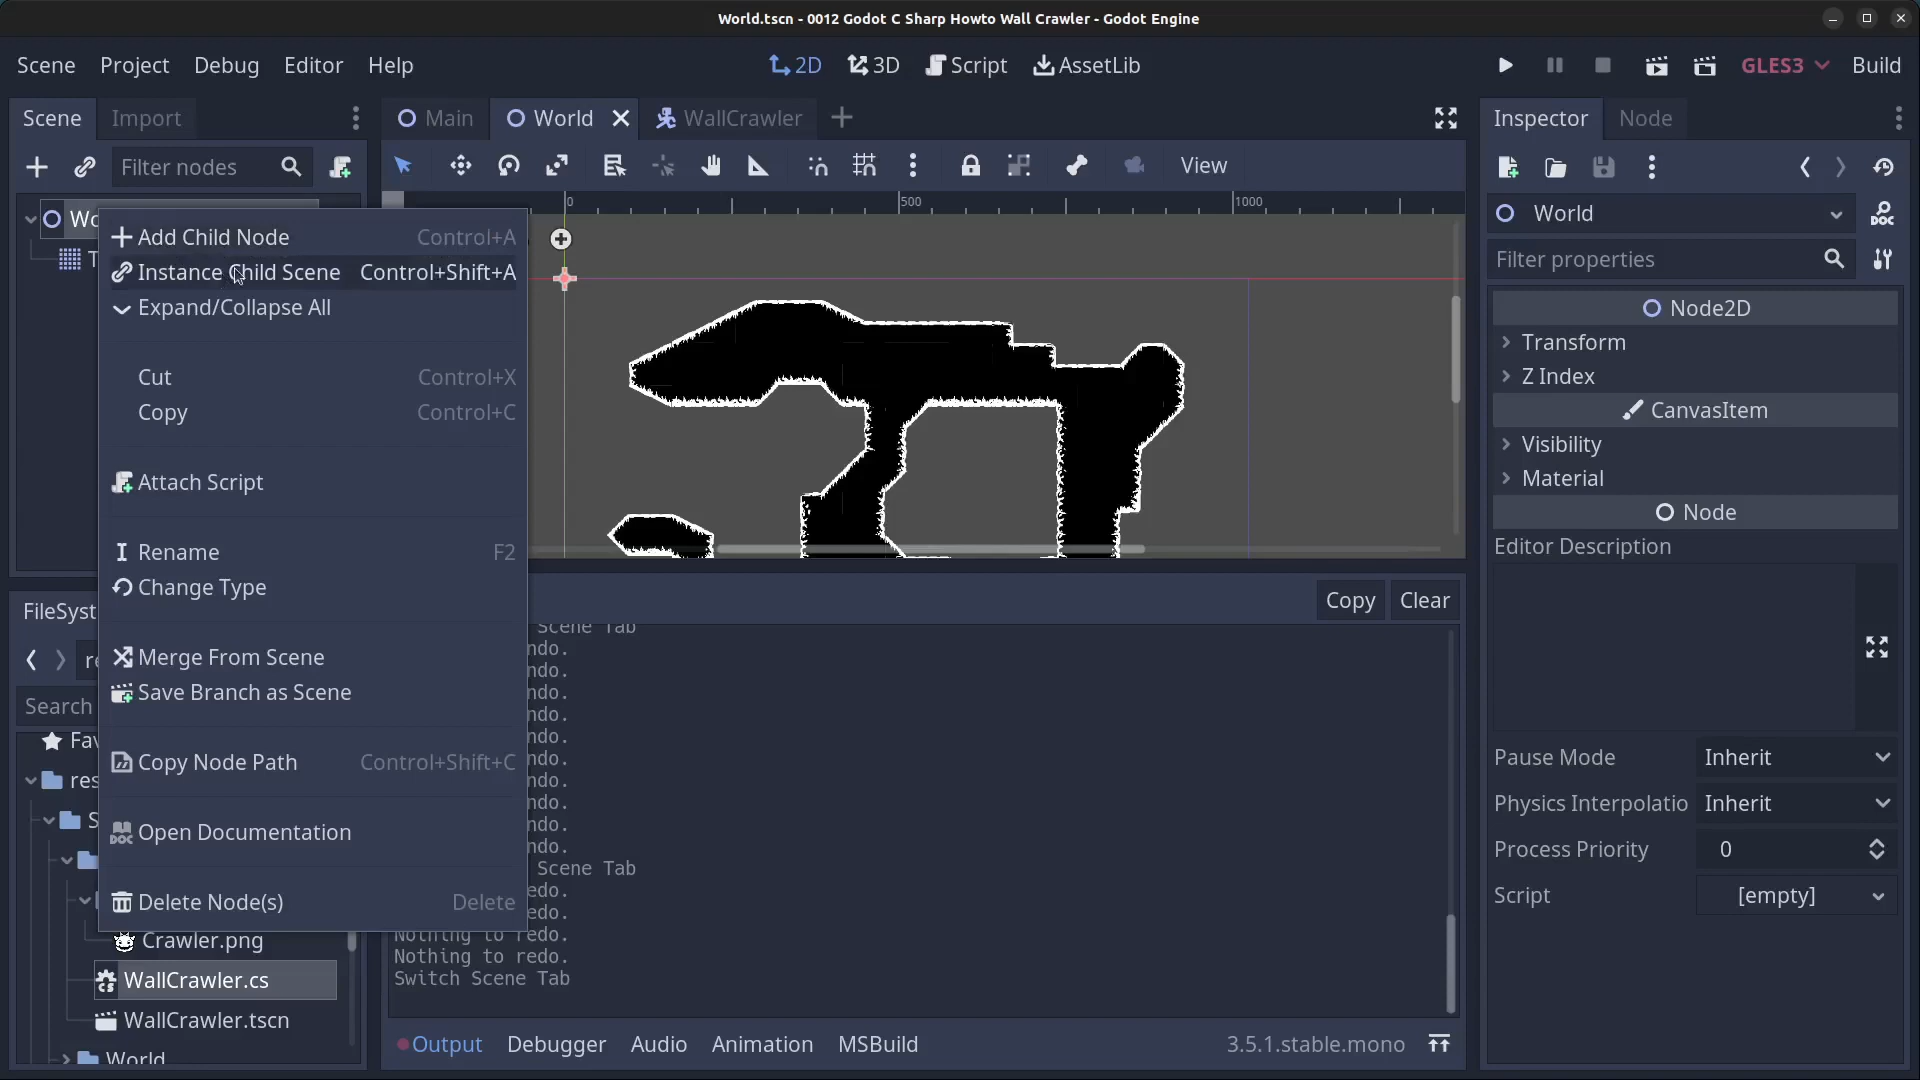 World.tscn - 0012 Godot C Sharp Howto Wall Crawler - Godot Engine
Scene Project Debug Editor Help
2D 3D Script AssetLib
GLES3 Build
Scene Import
Main World WallCrawler
Inspector Node
Filter nodes
View
Wo
T
0 500 1000
Add Child Node Control+A
Instance Child Scene Control+Shift+A
Expand/Collapse All
Cut Control+X
Copy Control+C
Attach Script
Rename F2
Change Type
Merge From Scene
Save Branch as Scene
Copy Node Path Control+Shift+C
Open Documentation
Delete Node(s) Delete
FileSyst
re
Search
Fav
res
S
Crawler.png
WallCrawler.cs
WallCrawler.tscn
World
Copy Clear
Scene Tab
ndo.
ndo.
ndo.
ndo.
ndo.
ndo.
ndo.
ndo.
ndo.
ndo.
Scene Tab
edo.
edo.
Nothing to redo.
Nothing to redo.
Switch Scene Tab
Output Debugger Audio Animation MSBuild
3.5.1.stable.mono
World
DOC
Filter properties
Node2D
Transform
Z Index
CanvasItem
Visibility
Material
Node
Editor Description
Pause Mode Inherit
Physics Interpolatio Inherit
Process Priority 0
Script [empty]